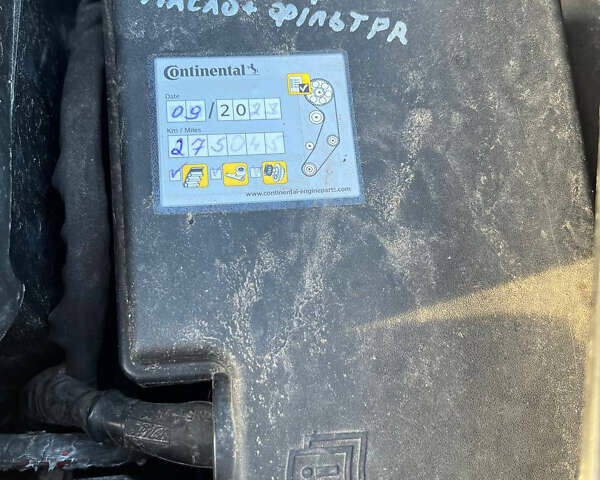 масло+ фільтра
Continental
Date
09/2023
Km / Miles
275045
www.continental-engineparts.com